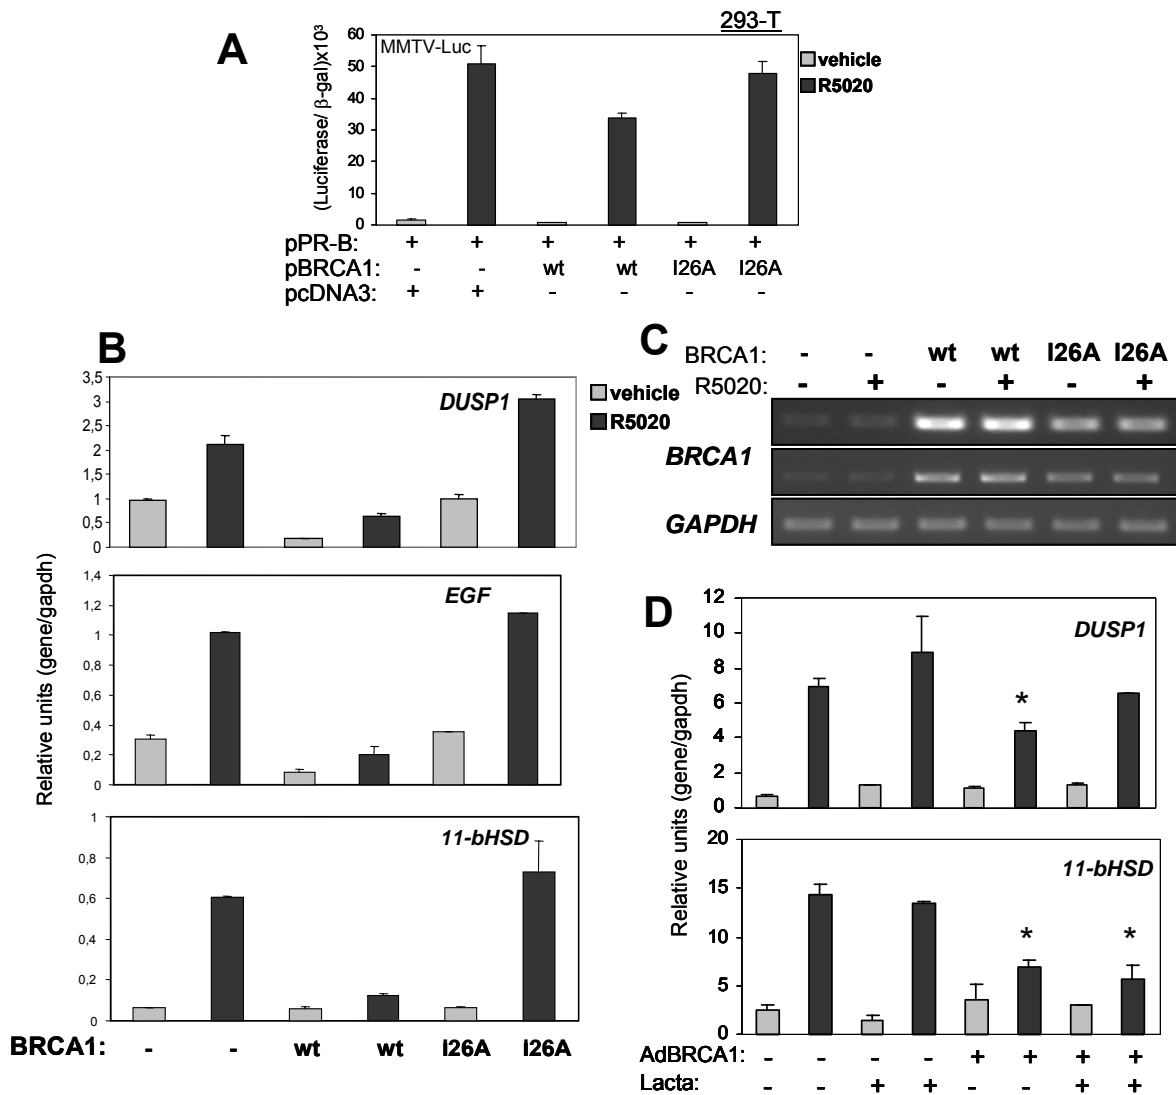 A
293-T
MMTV-Luc
vehicle
R5020
(Luciferase/ β-gal)x10³
60
50
40
30
20
10
0
pPR-B: + + + + + +
pBRCA1: - - wt wt I26A I26A
pcDNA3: + + - - - -
B
vehicle
R5020
Relative units (gene/gapdh)
DUSP1
3,5
3
2,5
2
1,5
1
0,5
0
EGF
1,4
1,2
1
0,8
0,6
0,4
0,2
0
11-bHSD
1
0,8
0,6
0,4
0,2
0
BRCA1: - - wt wt I26A I26A
C
BRCA1: - - wt wt I26A I26A
R5020: - + - + - +
BRCA1
GAPDH
D
Relative units (gene/gapdh)
DUSP1
12
10
8
6
4
2
0
*
11-bHSD
20
15
10
5
0
* *
AdBRCA1: - - - - + + + +
Lacta: - - + + - - + +